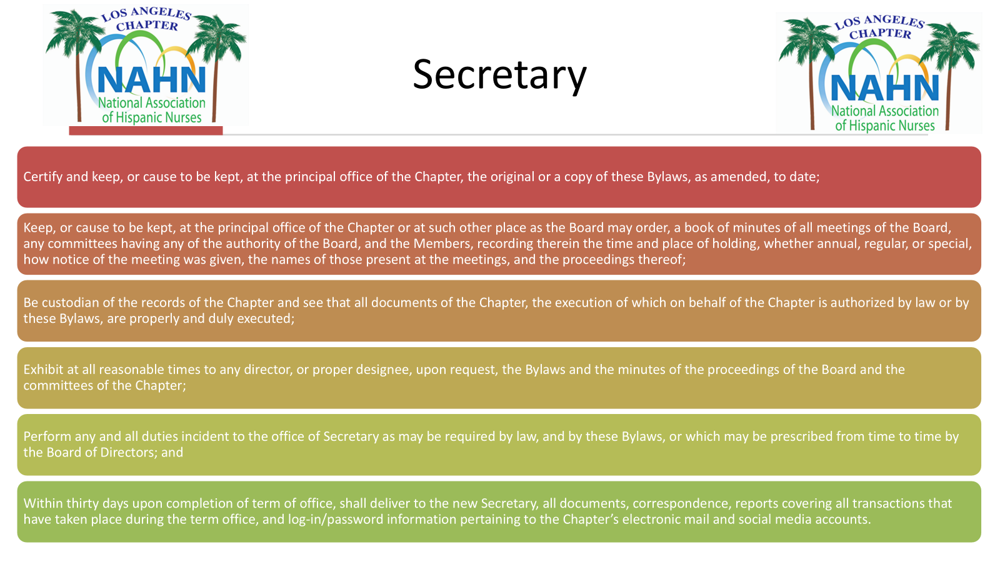 LOS ANGELES
CHAPTER
NAHN
National Association
of Hispanic Nurses
Secretary
LOS ANGELES
CHAPTER
NAHN
National Association
of Hispanic Nurses
Certify and keep, or cause to be kept, at the principal office of the Chapter, the original or a copy of these Bylaws, as amended, to date;
Keep, or cause to be kept, at the principal office of the Chapter or at such other place as the Board may order, a book of minutes of all meetings of the Board,
any committees having any of the authority of the Board, and the Members, recording therein the time and place of holding, whether annual, regular, or special,
how notice of the meeting was given, the names of those present at the meetings, and the proceedings thereof;
Be custodian of the records of the Chapter and see that all documents of the Chapter, the execution of which on behalf of the Chapter is authorized by law or by
these Bylaws, are properly and duly executed;
Exhibit at all reasonable times to any director, or proper designee, upon request, the Bylaws and the minutes of the proceedings of the Board and the
committees of the Chapter;
Perform any and all duties incident to the office of Secretary as may be required by law, and by these Bylaws, or which may be prescribed from time to time by
the Board of Directors; and
Within thirty days upon completion of term of office, shall deliver to the new Secretary, all documents, correspondence, reports covering all transactions that
have taken place during the term office, and log-in/password information pertaining to the Chapter’s electronic mail and social media accounts.